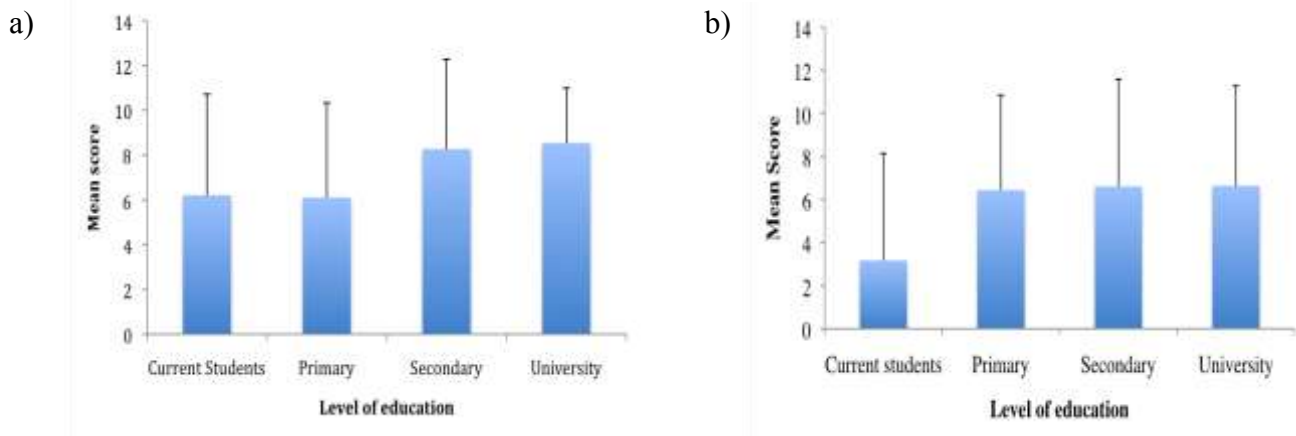 a)
14
12
10
8
6
4
2
0
Mean score
Current Students
Primary
Secondary
University
Level of education
b)
14
12
10
8
6
4
2
0
Mean Score
Current students
Primary
Secondary
University
Level of education